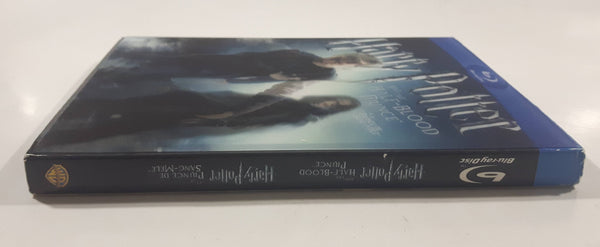 Harry Potter
HALF-BLOOD
PRINCE
Blu-ray Disc
Harry Potter
HALF-BLOOD
PRINCE
Harry Potter
PRINCE DE
SANG-MÊLÉ
WB